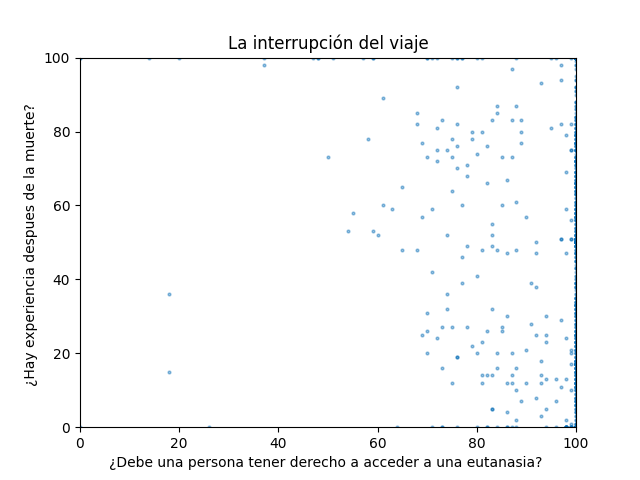 La interrupción del viaje
100
80
60
40
20
0
¿Hay experiencia despues de la muerte?
0 20 40 60 80 100
¿Debe una persona tener derecho a acceder a una eutanasia?